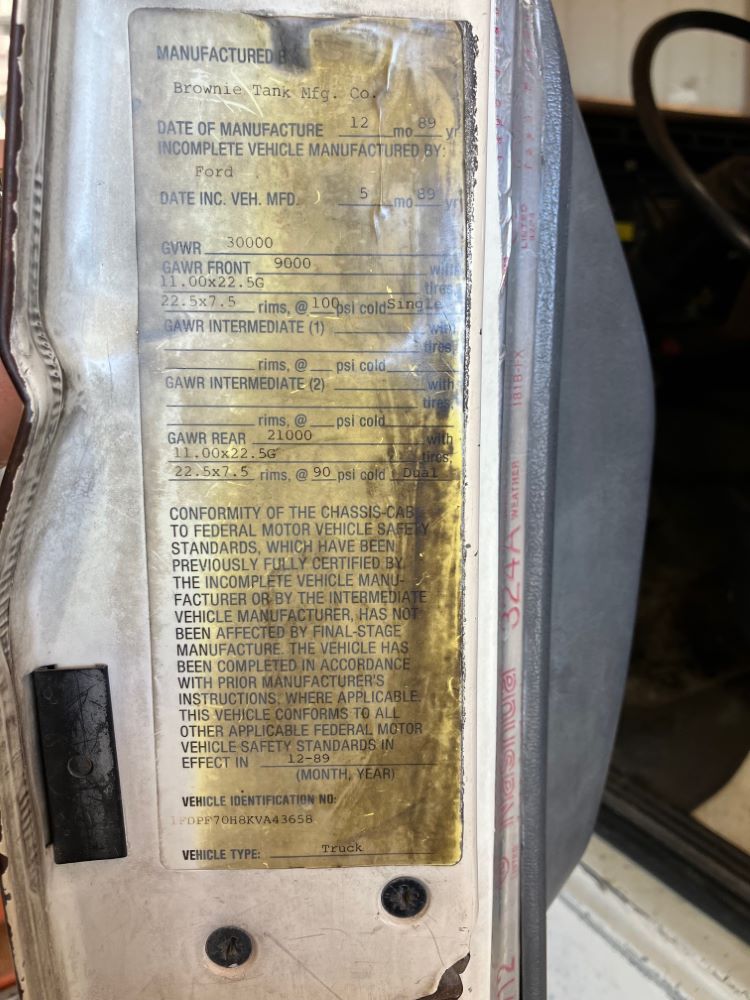 MANUFACTURED B
Brownie Tank Mfg. Co.
DATE OF MANUFACTURE 12 mo 89 yr
INCOMPLETE VEHICLE MANUFACTURED BY:
Ford
DATE INC. VEH. MFD. 5 mo 89 yr
GVWR 30000
GAWR FRONT 9000 with
11.00x22.5G tires,
22.5x7.5 rims, @ 100 psi cold Single
GAWR INTERMEDIATE (1) with
tires,
rims, @ psi cold
GAWR INTERMEDIATE (2) with
tires,
rims, @ psi cold
GAWR REAR 21000 with
11.00x22.5G tires,
22.5x7.5 rims, @ 90 psi cold Dual
CONFORMITY OF THE CHASSIS-CAB
TO FEDERAL MOTOR VEHICLE SAFETY
STANDARDS, WHICH HAVE BEEN
PREVIOUSLY FULLY CERTIFIED BY
THE INCOMPLETE VEHICLE MANU-
FACTURER OR BY THE INTERMEDIATE
VEHICLE MANUFACTURER, HAS NOT
BEEN AFFECTED BY FINAL-STAGE
MANUFACTURE. THE VEHICLE HAS
BEEN COMPLETED IN ACCORDANCE
WITH PRIOR MANUFACTURER'S
INSTRUCTIONS, WHERE APPLICABLE.
THIS VEHICLE CONFORMS TO ALL
OTHER APPLICABLE FEDERAL MOTOR
VEHICLE SAFETY STANDARDS IN
EFFECT IN 12-89
(MONTH, YEAR)
VEHICLE IDENTIFICATION NO:
1FDPF70H8KVA43658
VEHICLE TYPE: Truck
324A WEATHER